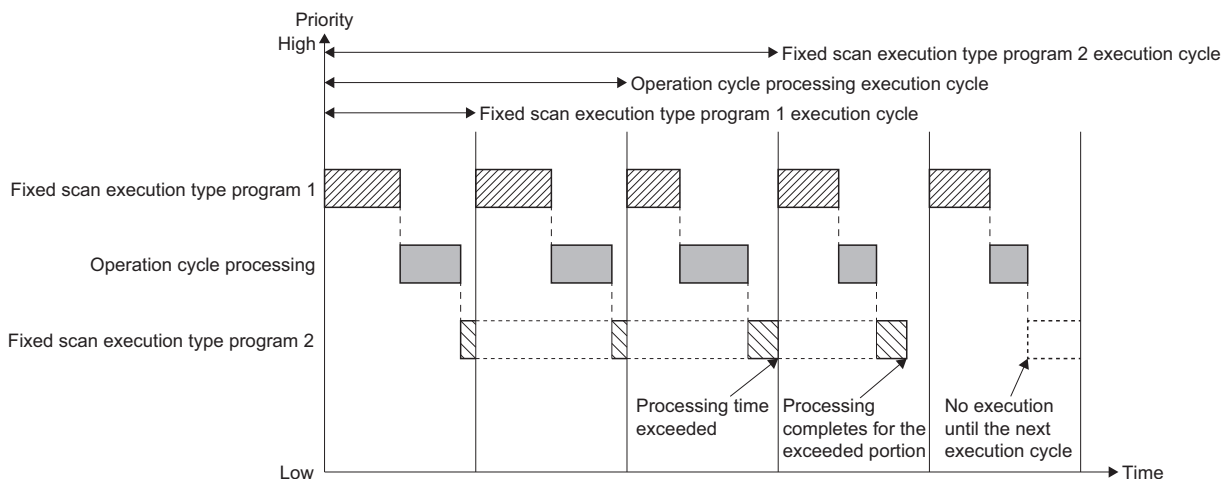 Priority
High
Fixed scan execution type program 2 execution cycle
Operation cycle processing execution cycle
Fixed scan execution type program 1 execution cycle
Fixed scan execution type program 1
Operation cycle processing
Fixed scan execution type program 2
Processing time
exceeded
Processing
completes for the
exceeded portion
No execution
until the next
execution cycle
Low
Time